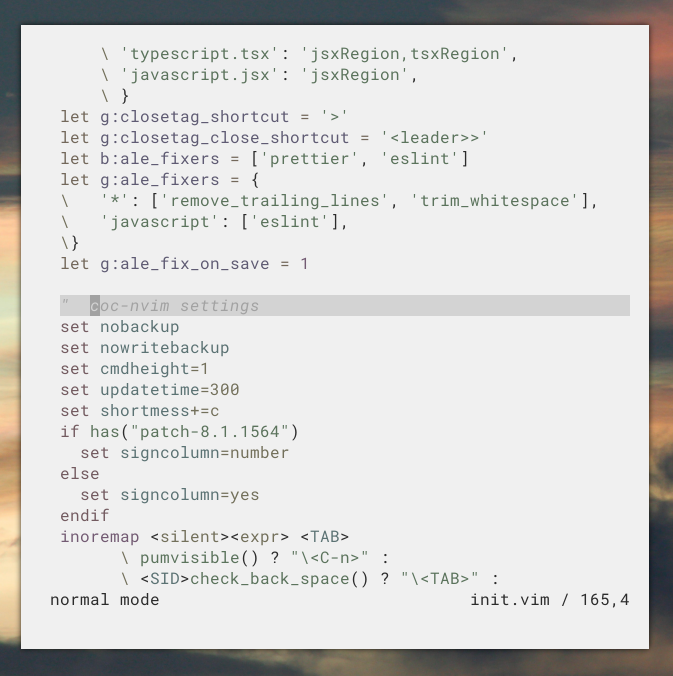 \ 'typescript.tsx': 'jsxRegion,tsxRegion',
\ 'javascript.jsx': 'jsxRegion',
\ }
let g:closetag_shortcut = '>'
let g:closetag_close_shortcut = '<leader>>'
let b:ale_fixers = ['prettier', 'eslint']
let g:ale_fixers = {
\   '*': ['remove_trailing_lines', 'trim_whitespace'],
\   'javascript': ['eslint'],
\}
let g:ale_fix_on_save = 1
"  coc-nvim settings
set nobackup
set nowritebackup
set cmdheight=1
set updatetime=300
set shortmess+=c
if has("patch-8.1.1564")
  set signcolumn=number
else
  set signcolumn=yes
endif
inoremap <silent><expr> <TAB>
      \ pumvisible() ? "\<C-n>" :
      \ <SID>check_back_space() ? "\<TAB>" :
normal mode init.vim / 165,4